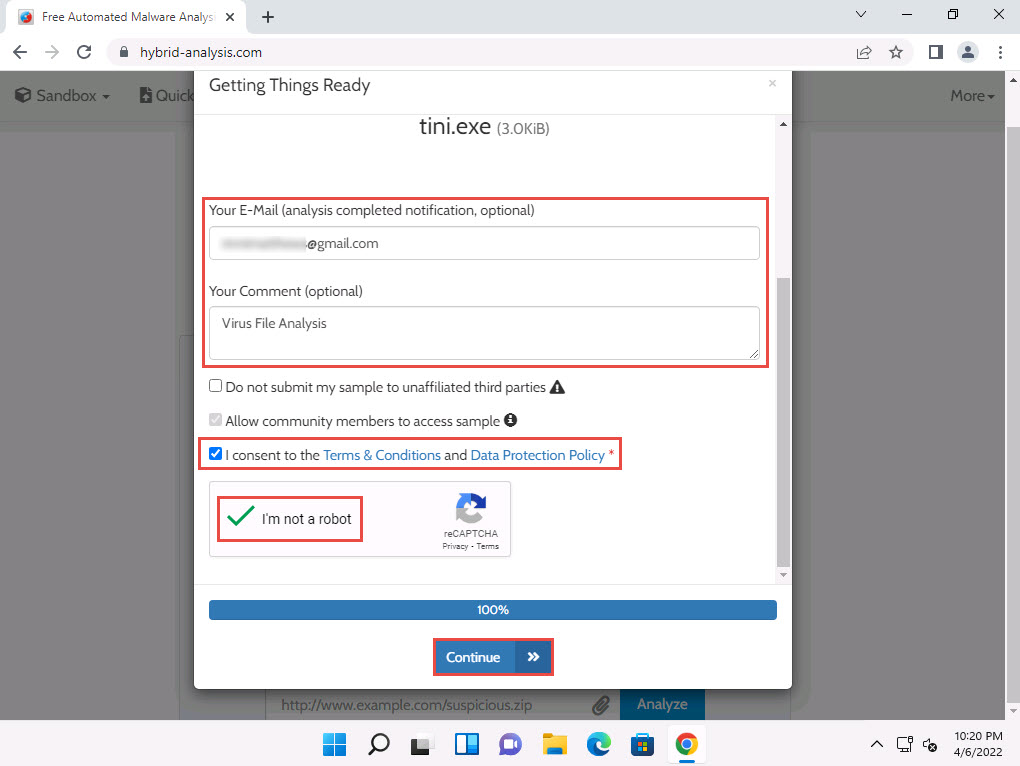 Free Automated Malware Analys
hybrid-analysis.com
Getting Things Ready
×
Sandbox
Quick
More
tini.exe (3.0KiB)
Your E-Mail (analysis completed notification, optional)
@gmail.com
Your Comment (optional)
Virus File Analysis
Do not submit my sample to unaffiliated third parties
Allow community members to access sample
I consent to the Terms & Conditions and Data Protection Policy *
I'm not a robot
reCAPTCHA
Privacy - Terms
100%
Continue »
http://www.example.com/suspicious.zip
Analyze
10:20 PM
4/6/2022